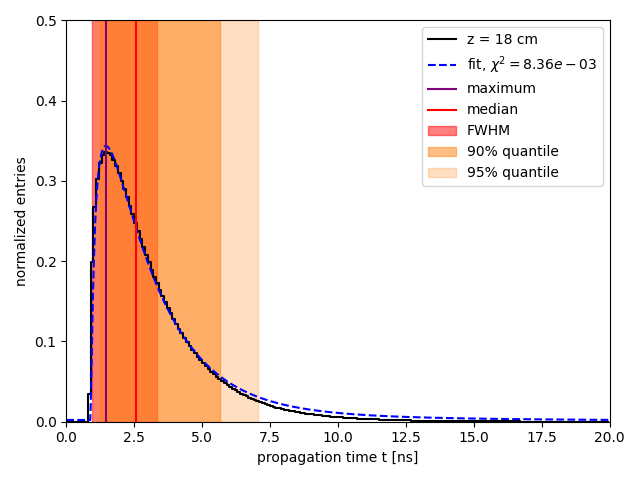 0.5
0.4
0.3
0.2
0.1
0.0
normalized entries
z = 18 cm
fit, χ² = 8.36e − 03
maximum
median
FWHM
90% quantile
95% quantile
0.0 2.5 5.0 7.5 10.0 12.5 15.0 17.5 20.0
propagation time t [ns]